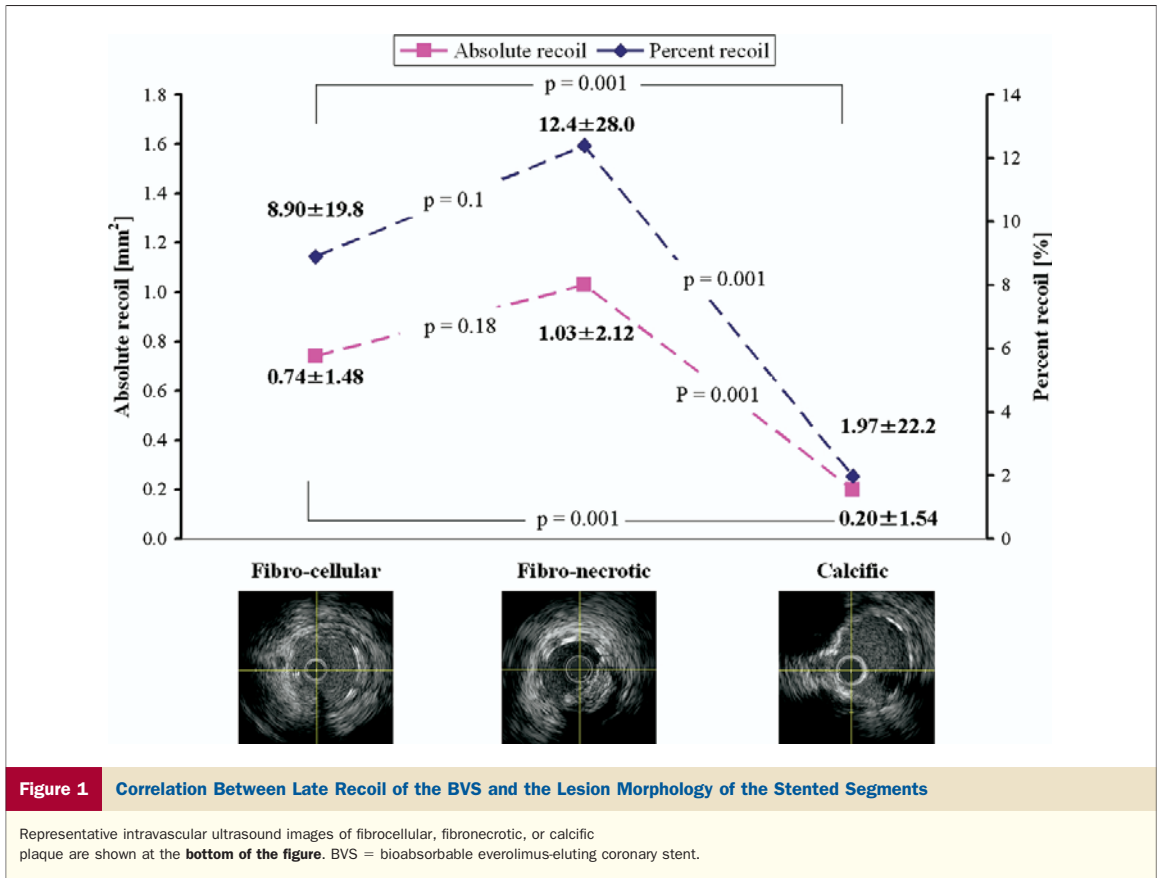 Absolute recoil Percent recoil
p = 0.001
1.8 14
1.6 12
1.4 10
1.2 8
1.0 6
0.8 4
0.6 2
0.4 0
0.2
0.0
Absolute recoil [mm²]
Percent recoil [%]
12.4±28.0
8.90±19.8
p = 0.1
p = 0.001
p = 0.18
1.03±2.12
0.74±1.48
P = 0.001
1.97±22.2
p = 0.001
0.20±1.54
Fibro-cellular Fibro-necrotic Calcific
Figure 1 Correlation Between Late Recoil of the BVS and the Lesion Morphology of the Stented Segments
Representative intravascular ultrasound images of fibrocellular, fibronecrotic, or calcific
plaque are shown at the bottom of the figure. BVS = bioabsorbable everolimus-eluting coronary stent.